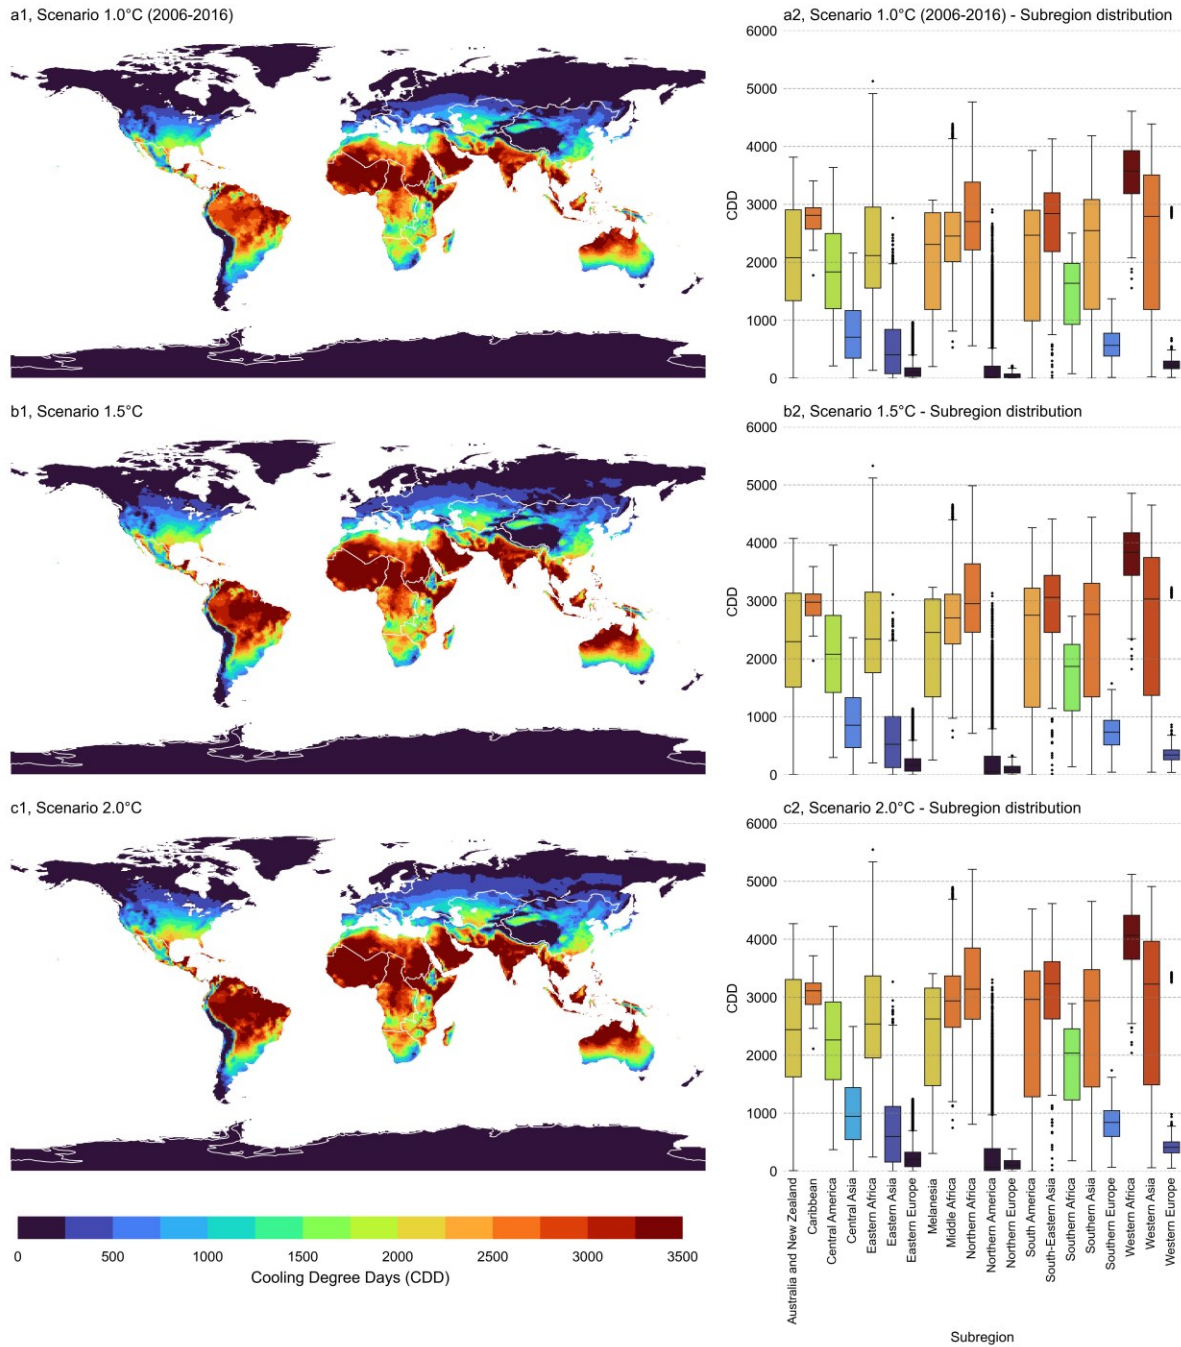 a1, Scenario 1.0°C (2006-2016)
a2, Scenario 1.0°C (2006-2016) - Subregion distribution
6000
5000
4000
3000
2000
1000
0
CDD
b1, Scenario 1.5°C
b2, Scenario 1.5°C - Subregion distribution
6000
5000
4000
3000
2000
1000
0
CDD
c1, Scenario 2.0°C
c2, Scenario 2.0°C - Subregion distribution
6000
5000
4000
3000
2000
1000
0
CDD
0 500 1000 1500 2000 2500 3000 3500
Cooling Degree Days (CDD)
Australia and New Zealand
Caribbean
Central America
Central Asia
Eastern Africa
Eastern Asia
Eastern Europe
Melanesia
Middle Africa
Northern Africa
Northern America
Northern Europe
South America
South-Eastern Asia
Southern Africa
Southern Asia
Southern Europe
Western Africa
Western Asia
Western Europe
Subregion